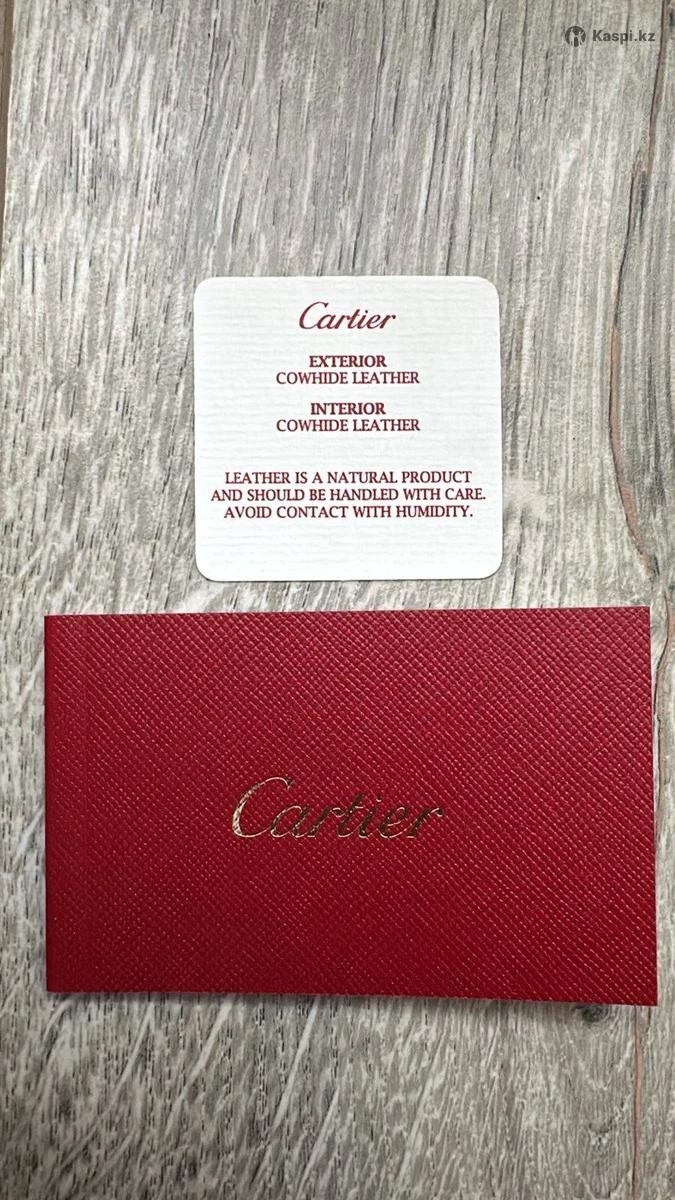 Kaspi.kz
Cartier
EXTERIOR
COWHIDE LEATHER
INTERIOR
COWHIDE LEATHER
LEATHER IS A NATURAL PRODUCT
AND SHOULD BE HANDLED WITH CARE.
AVOID CONTACT WITH HUMIDITY.
Cartier